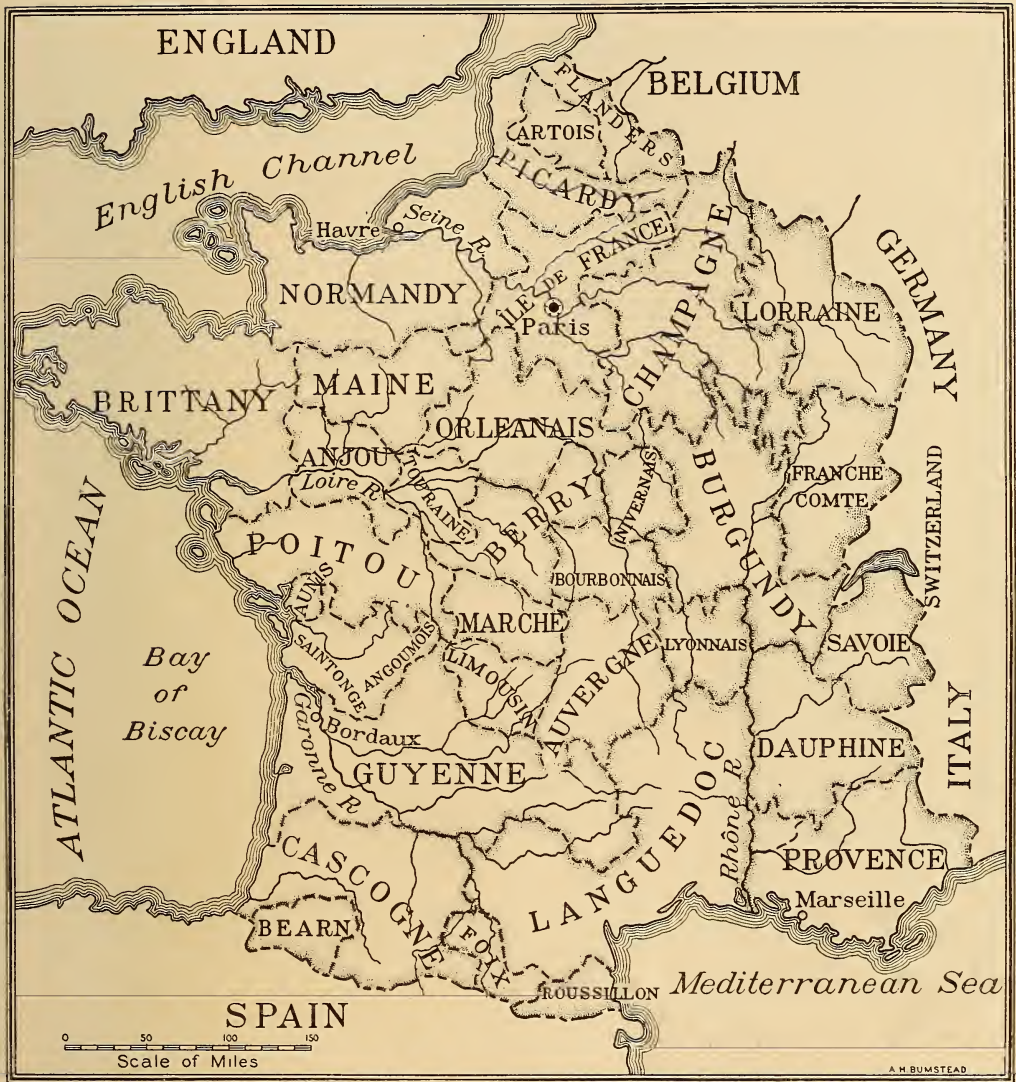 ENGLAND
BELGIUM
FLANDERS
ARTOIS
English Channel
PICARDY
Havre
Seine R.
ÎLE DE FRANCE
CHAMPAGNE
GERMANY
NORMANDY
Paris
LORRAINE
BRITTANY
MAINE
ORLEANAIS
ANJOU
Loire R.
TOURAINE
BERRY
NIVERNAIS
BURGUNDY
FRANCHE
COMTE
SWITZERLAND
ATLANTIC OCEAN
POITOU
AUNIS
BOURBONNAIS
SAINTONGE
ANGOUMOIS
MARCHE
LIMOUSIN
AUVERGNE
LYONNAIS
SAVOIE
Bay
of
Biscay
Garonne R.
Bordaux
GUYENNE
DAUPHINE
ITALY
LANGUEDOC
Rhône R.
CASCOGNE
PROVENCE
Marseille
BEARN
FOIX
ROUSSILLON
Mediterranean Sea
SPAIN
0 50 100 150
Scale of Miles
A.H. BUMSTEAD